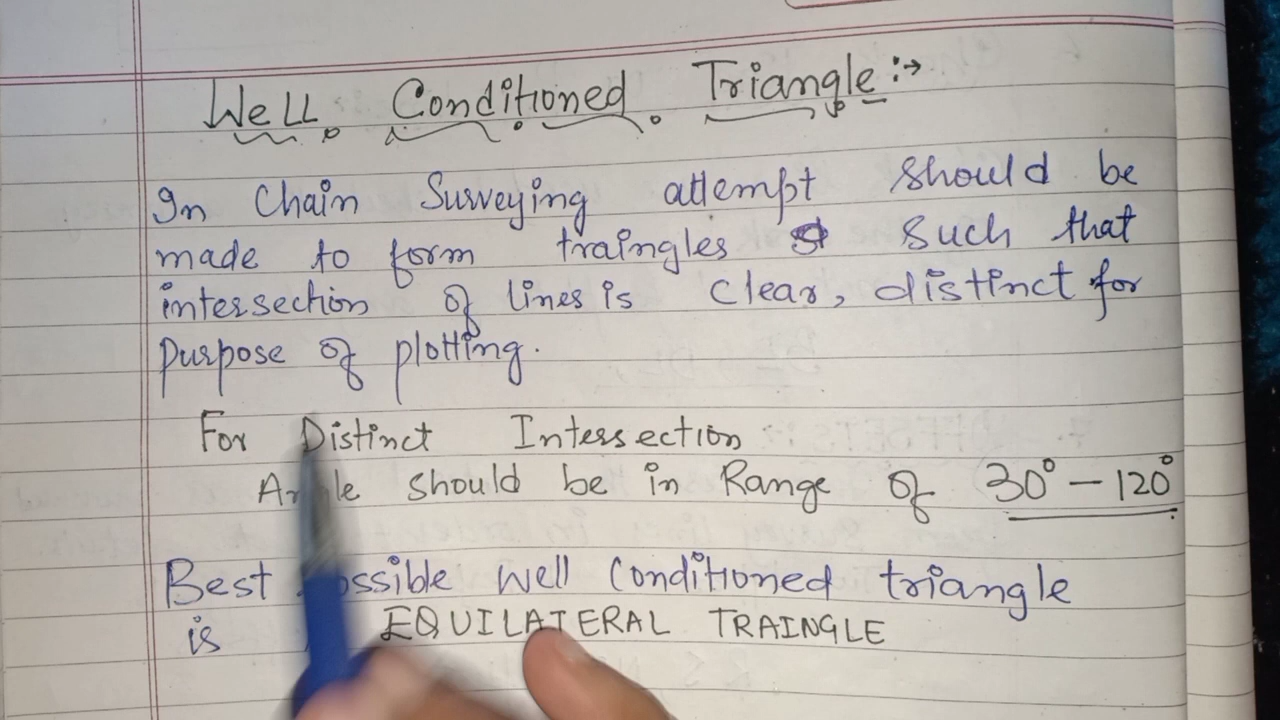 Well Conditioned Triangle:→
In Chain Surveying attempt should be
made to form traingles such that
intersection of lines is clear, distinct for
purpose of plotting.
For Distinct Intersection
should be in Range of 30° - 120°
Best well Conditioned triangle
is EQUILATERAL TRAINGLE